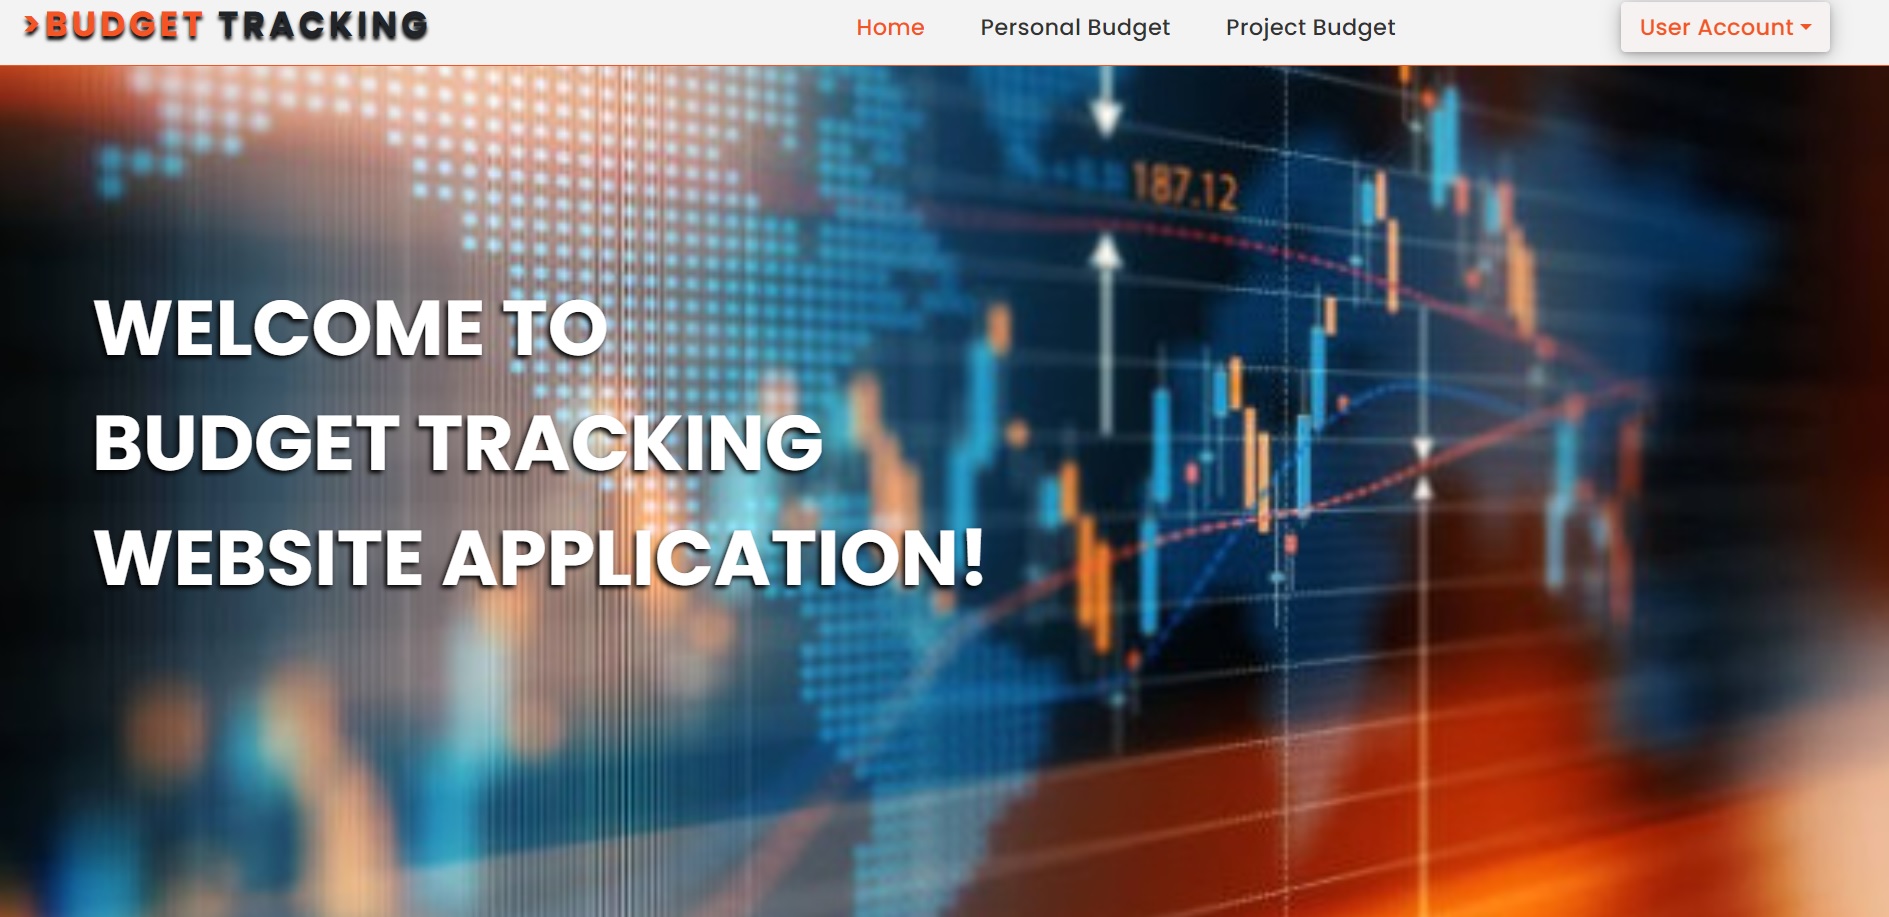 >BUDGET TRACKING
Home Personal Budget Project Budget
User Account
187.12
WELCOME TO
BUDGET TRACKING
WEBSITE APPLICATION!